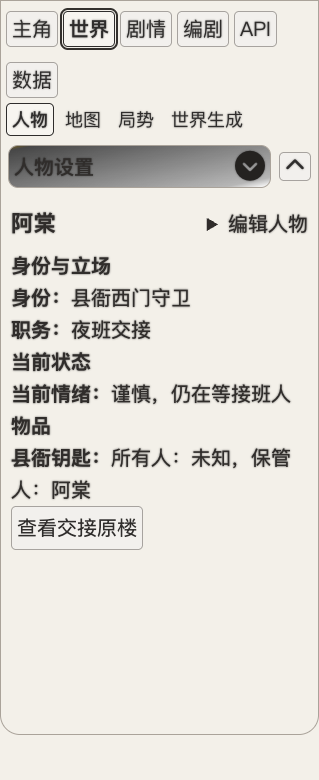 主角 世界 剧情 编剧 API
数据
人物 地图 局势 世界生成
人物设置
阿棠 ▶ 编辑人物
身份与立场
身份：县衙西门守卫
职务：夜班交接
当前状态
当前情绪：谨慎，仍在等接班人
物品
县衙钥匙：所有人：未知，保管
人：阿棠
查看交接原楼